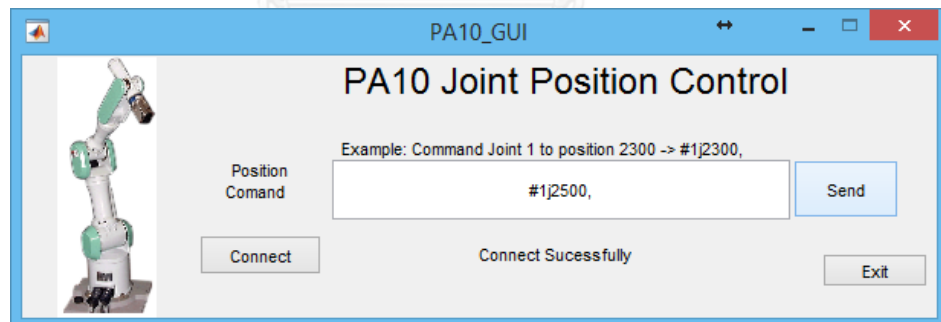 PA10_GUI
PA10 Joint Position Control
Example: Command Joint 1 to position 2300 -> #1j2300,
Position
Comand
#1j2500,
Send
Connect
Connect Sucessfully
Exit